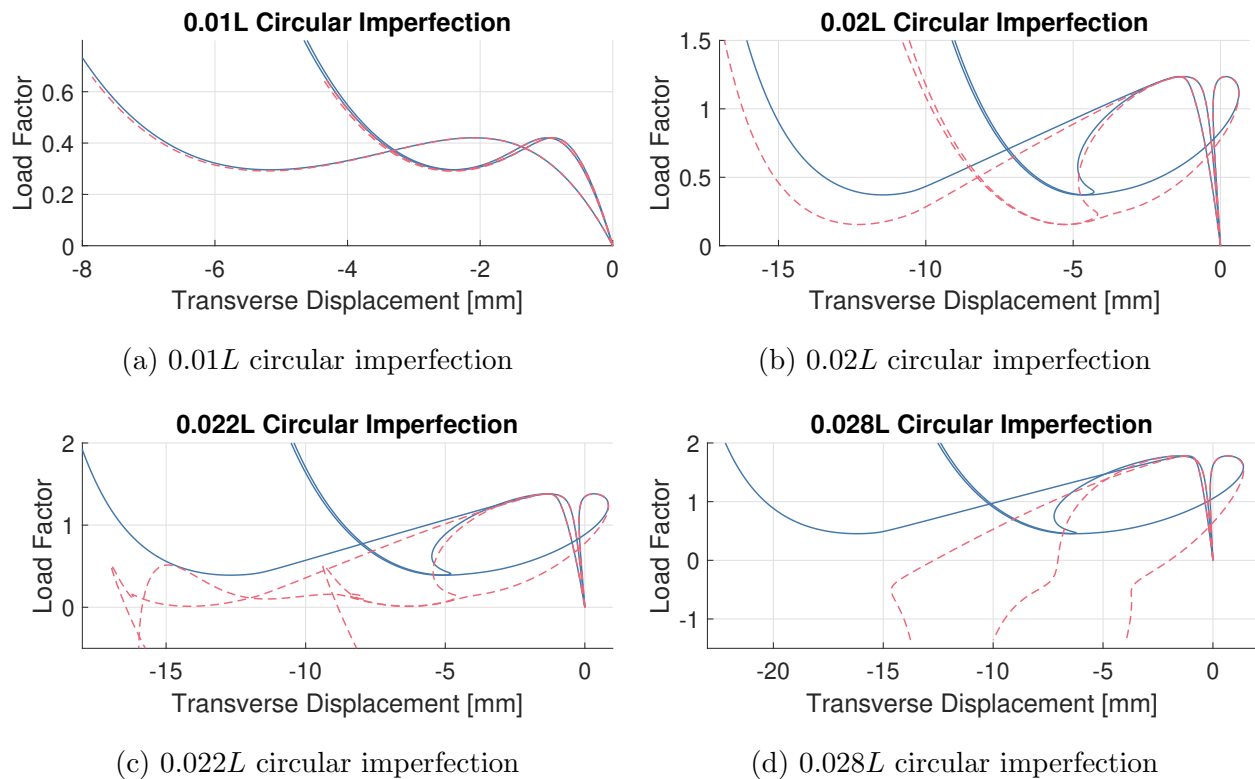 0.01L Circular Imperfection
Load Factor
0.6
0.4
0.2
0
-8
-6
-4
-2
0
Transverse Displacement [mm]
(a) 0.01L circular imperfection
0.02L Circular Imperfection
Load Factor
1.5
1
0.5
0
-15
-10
-5
0
Transverse Displacement [mm]
(b) 0.02L circular imperfection
0.022L Circular Imperfection
Load Factor
2
1
0
-15
-10
-5
0
Transverse Displacement [mm]
(c) 0.022L circular imperfection
0.028L Circular Imperfection
Load Factor
2
1
0
-1
-20
-15
-10
-5
0
Transverse Displacement [mm]
(d) 0.028L circular imperfection